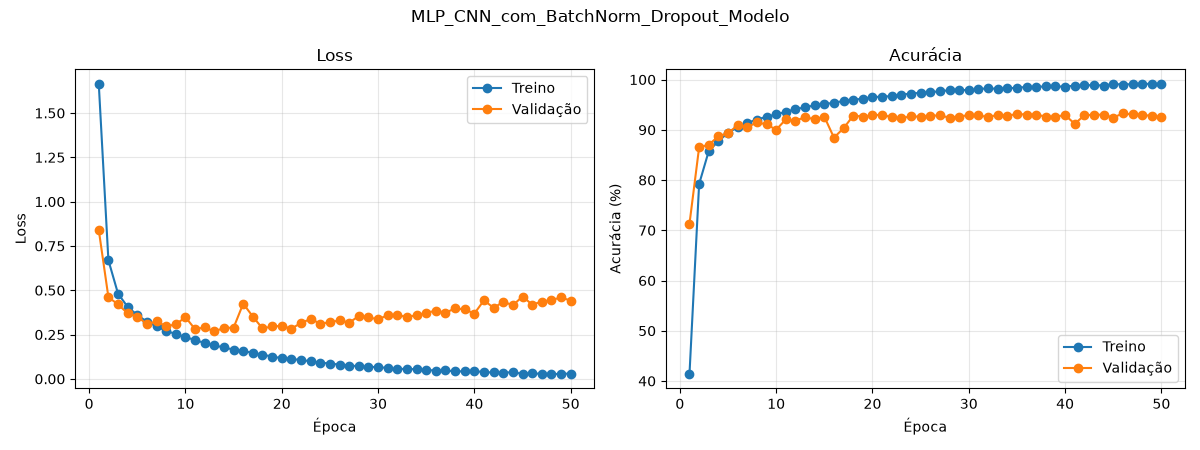 MLP_CNN_com_BatchNorm_Dropout_Modelo
Loss
Treino
Validação
1.50
1.25
1.00
0.75
0.50
0.25
0.00
Loss
0
10
20
30
40
50
Época
Acurácia
100
90
80
70
60
50
40
Acurácia (%)
Treino
Validação
0
10
20
30
40
50
Época